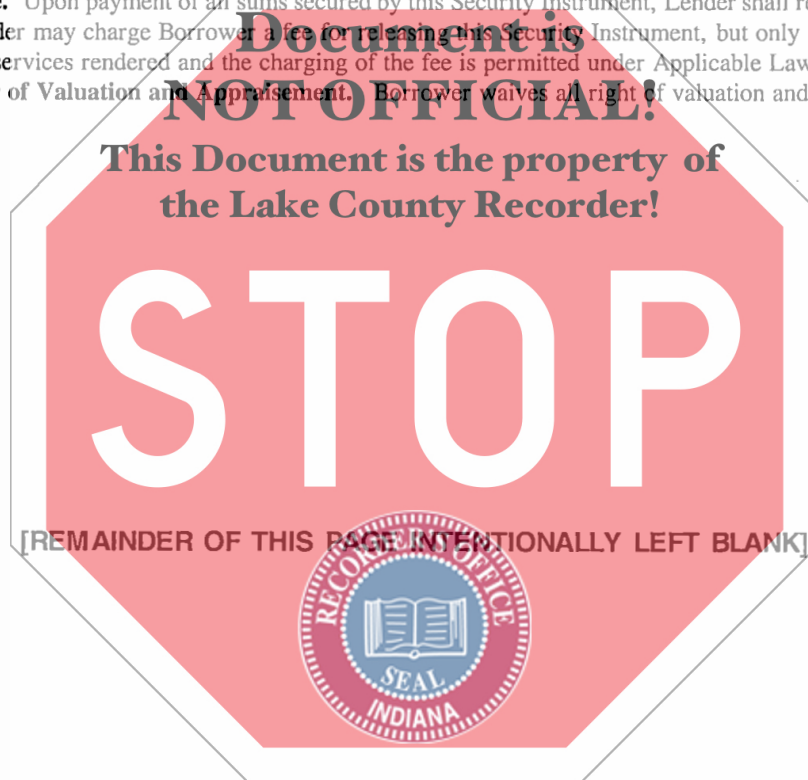 e. Upon payment of all sums secured by this Security Instrument, Lender shall re
ler may charge Borrower a fee for releasing this Security Instrument, but only
ervices rendered and the charging of the fee is permitted under Applicable Law
of Valuation and Appraisement. Borrower waives all right of valuation and
Document is
NOT OFFICIAL!
This Document is the property of
the Lake County Recorder!
STOP
[REMAINDER OF THIS PAGE INTENTIONALLY LEFT BLANK]
RECORDER'S OFFICE
SEAL
INDIANA